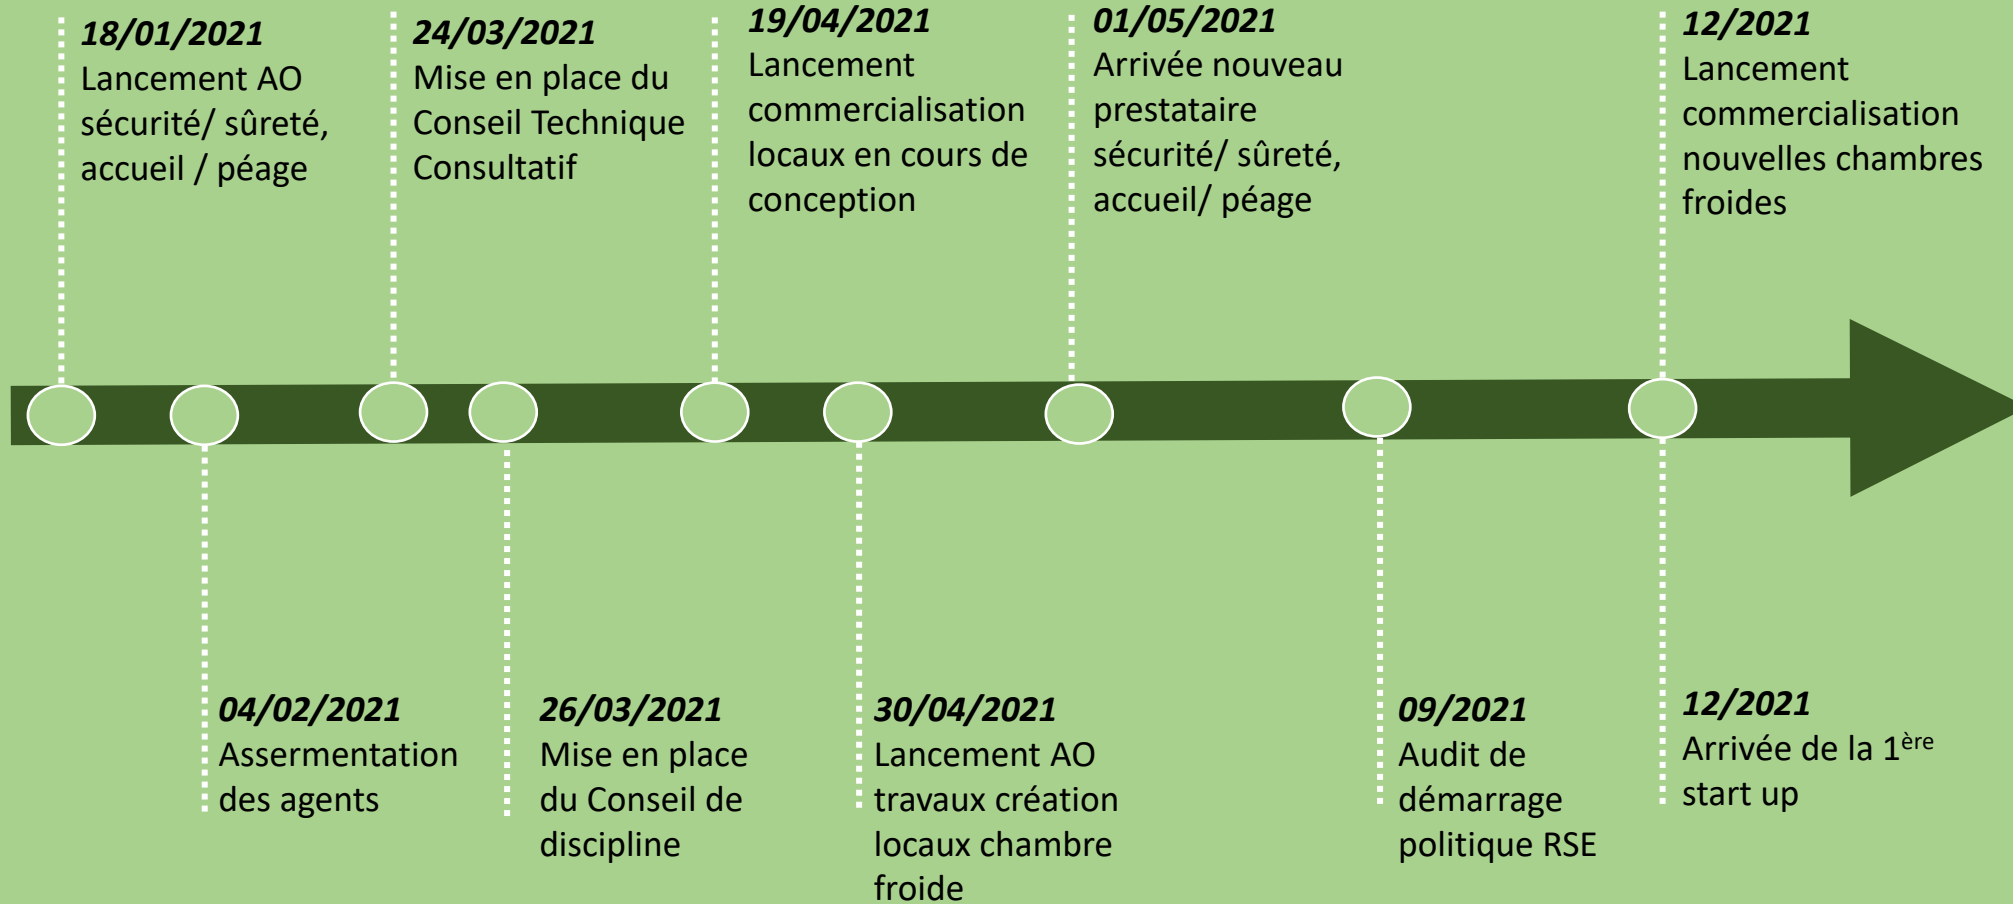 18/01/2021
Lancement AO
sécurité/ sûreté,
accueil / péage
24/03/2021
Mise en place du
Conseil Technique
Consultatif
19/04/2021
Lancement
commercialisation
locaux en cours de
conception
01/05/2021
Arrivée nouveau
prestataire
sécurité/ sûreté,
accueil/ péage
12/2021
Lancement
commercialisation
nouvelles chambres
froides
04/02/2021
Assermentation
des agents
26/03/2021
Mise en place
du Conseil de
discipline
30/04/2021
Lancement AO
travaux création
locaux chambre
froide
09/2021
Audit de
démarrage
politique RSE
12/2021
Arrivée de la 1ère
start up